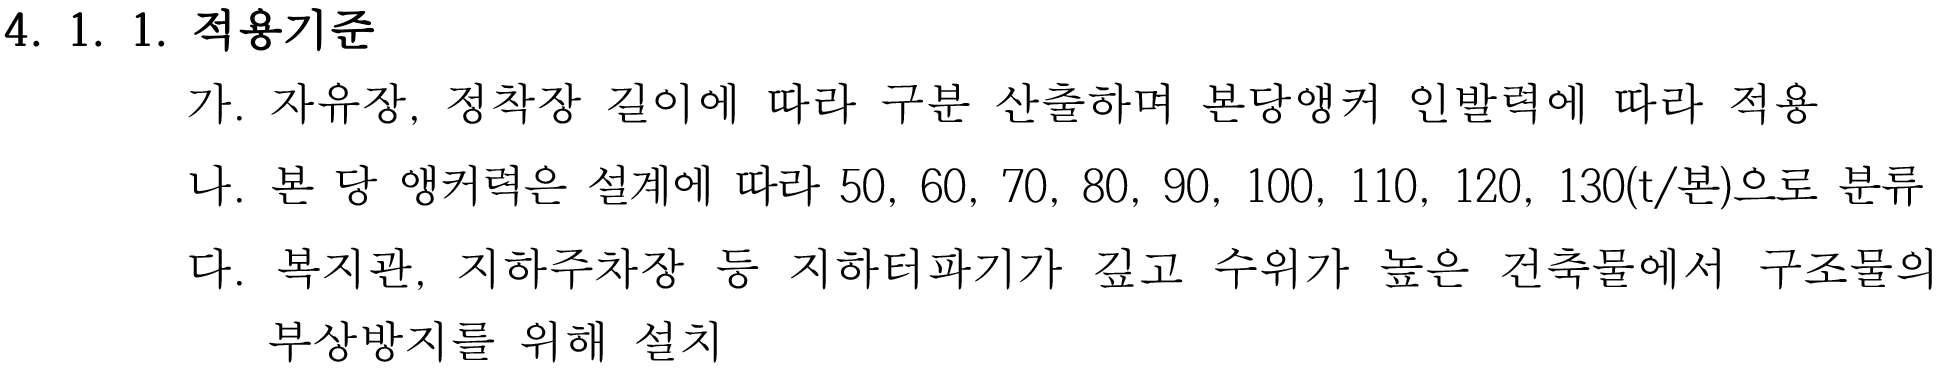 4. 1. 1. 적용기준
가. 자유장, 정착장 길이에 따라 구분 산출하며 본당앵커 인발력에 따라 적용
나. 본 당 앵커력은 설계에 따라 50, 60, 70, 80, 90, 100, 110, 120, 130(t/본)으로 분류
다. 복지관, 지하주차장 등 지하터파기가 깊고 수위가 높은 건축물에서 구조물의
부상방지를 위해 설치